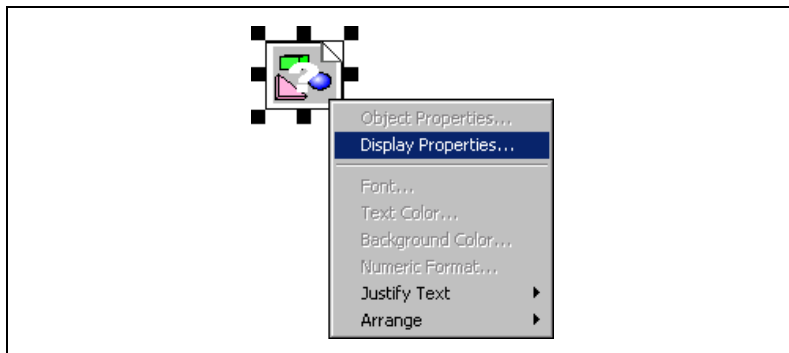 Object Properties...
Display Properties...
Font...
Text Color...
Background Color...
Numeric Format...
Justify Text
Arrange